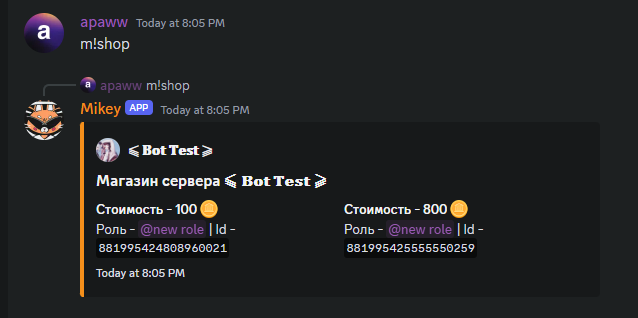 a
apaww Today at 8:05 PM
m!shop
a apaww m!shop
Mikey APP Today at 8:05 PM
⫹ Bot Test ⫺
Магазин сервера ⫹ Bot Test ⫺
Стоимость - 100
Роль - @new role | Id -
881995424808960021
Стоимость - 800
Роль - @new role | Id -
881995425555550259
Today at 8:05 PM